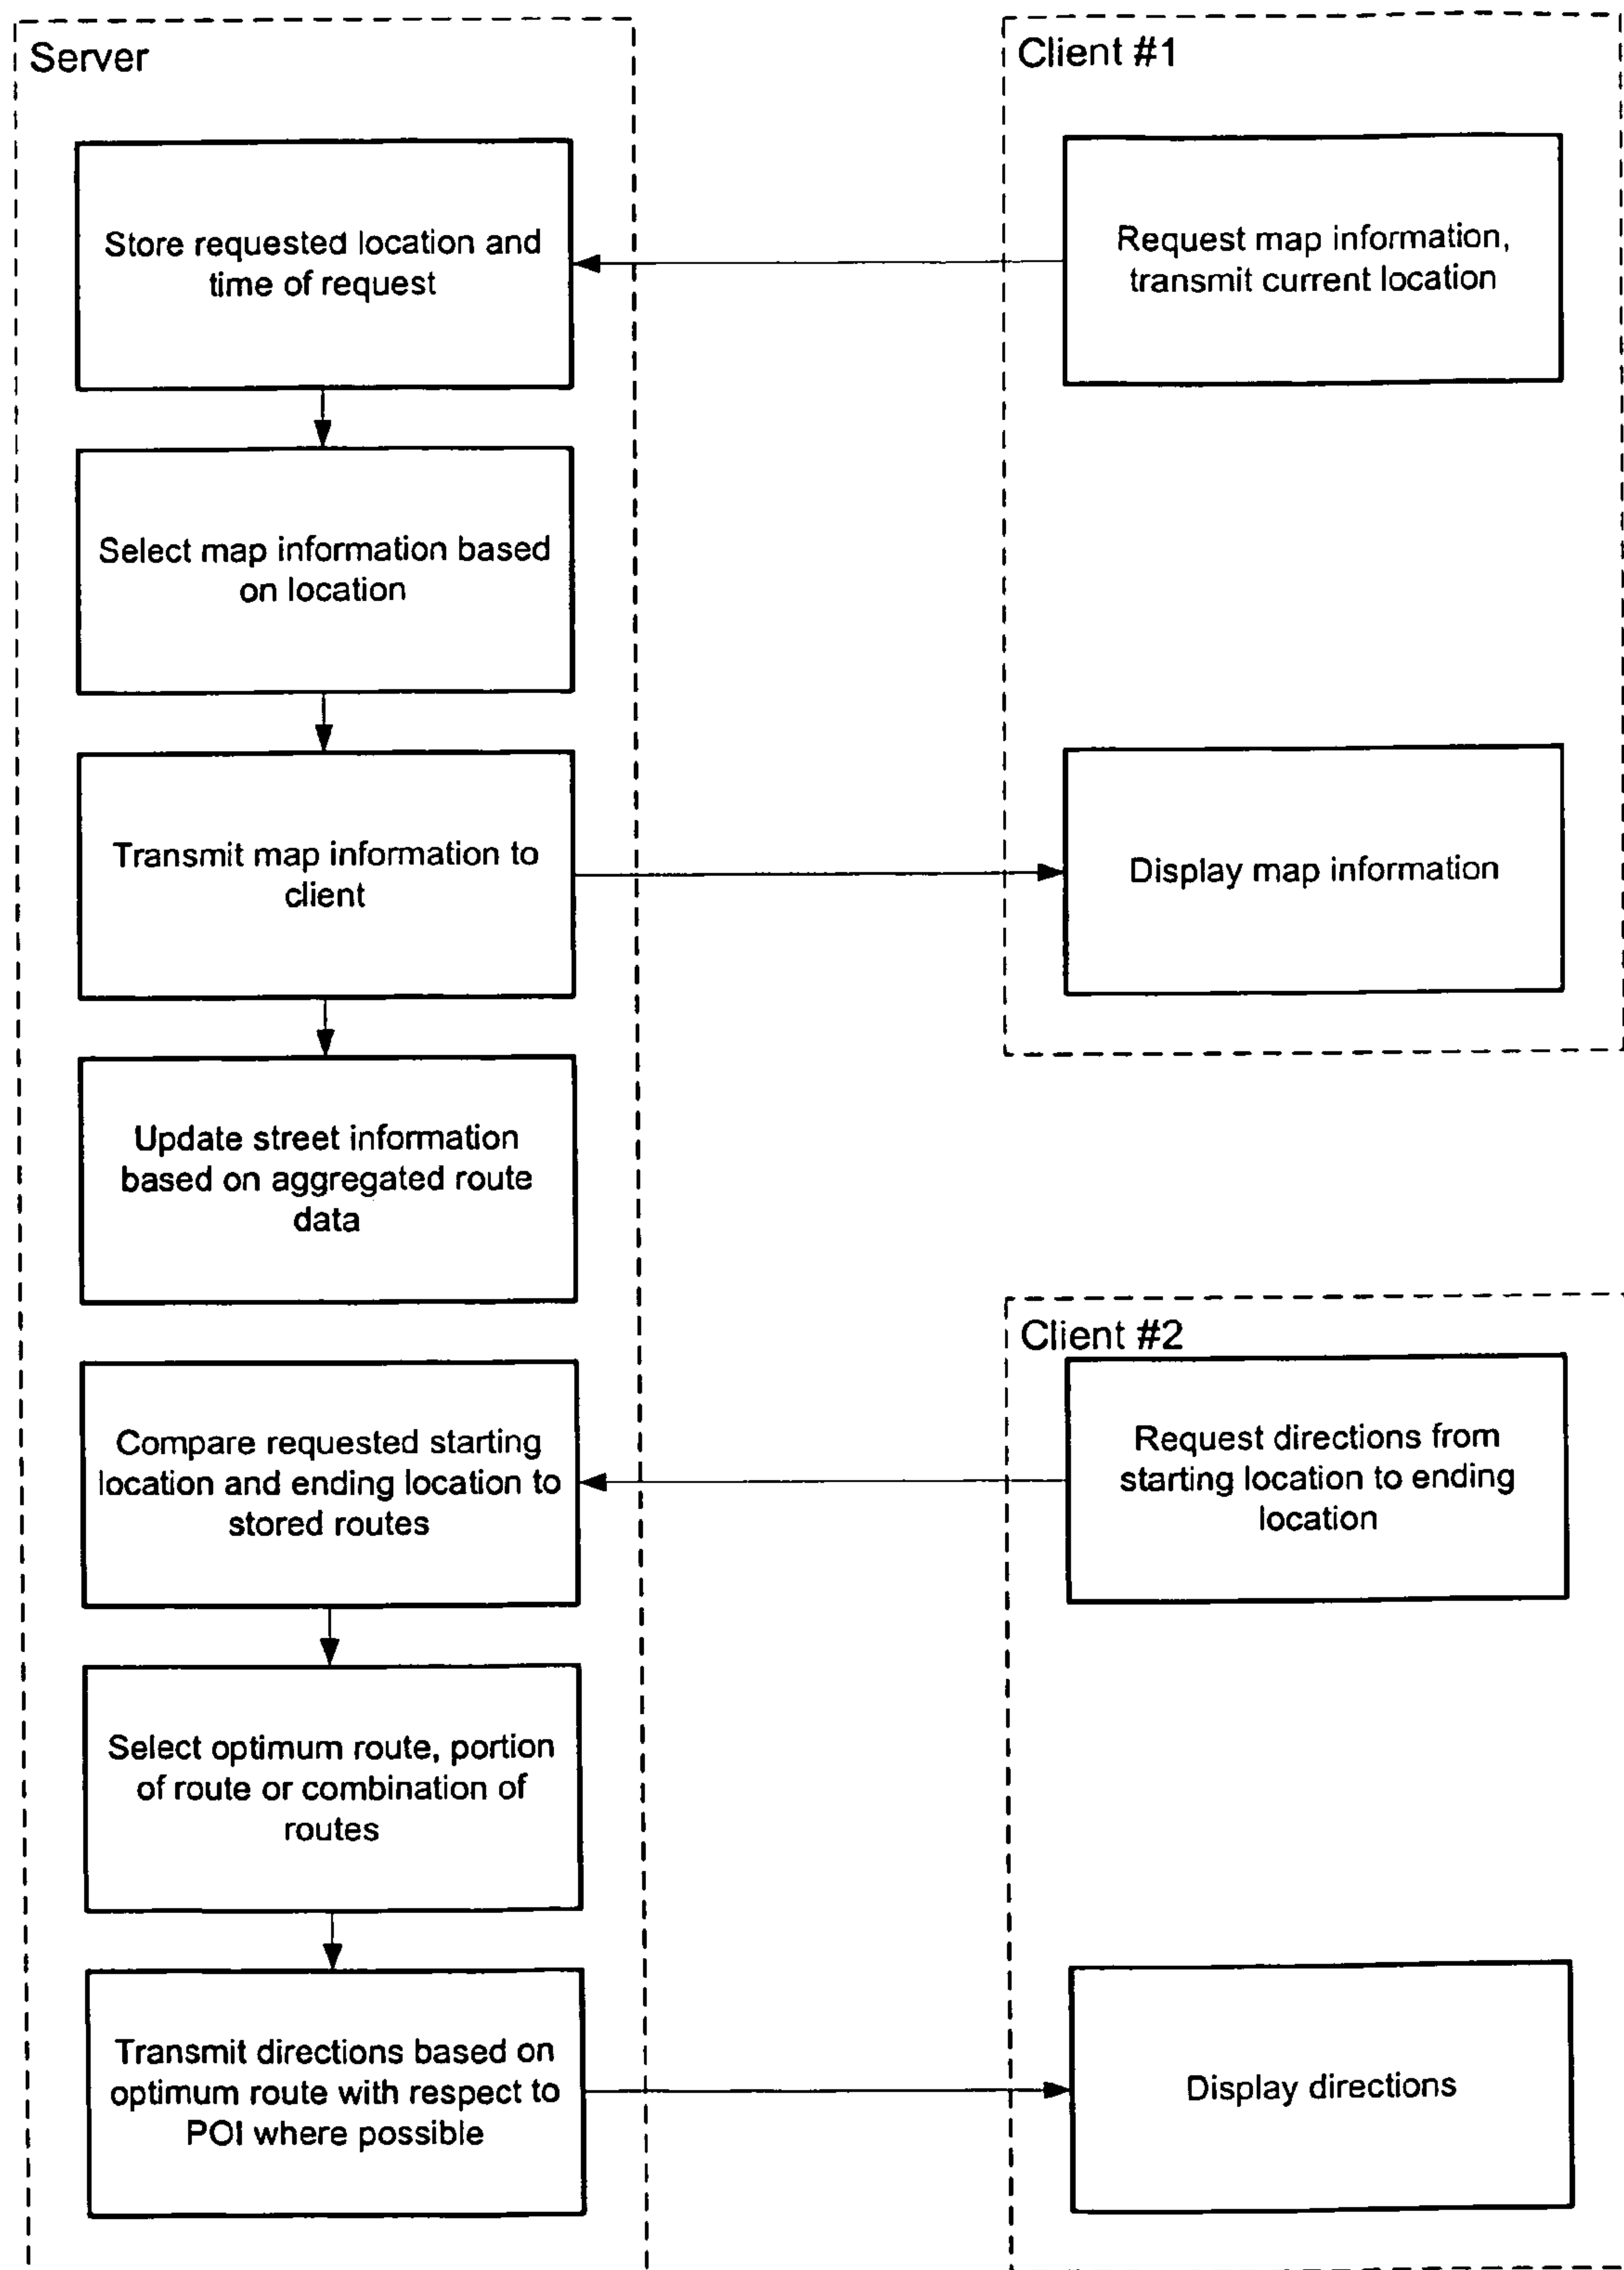 Server
Client #1
Store requested location and
time of request
Request map information,
transmit current location
Select map information based
on location
Transmit map information to
client
Display map information
Update street information
based on aggregated route
data
Client #2
Compare requested starting
location and ending location to
stored routes
Request directions from
starting location to ending
location
Select optimum route, portion
of route or combination of
routes
Transmit directions based on
optimum route with respect to
POI where possible
Display directions